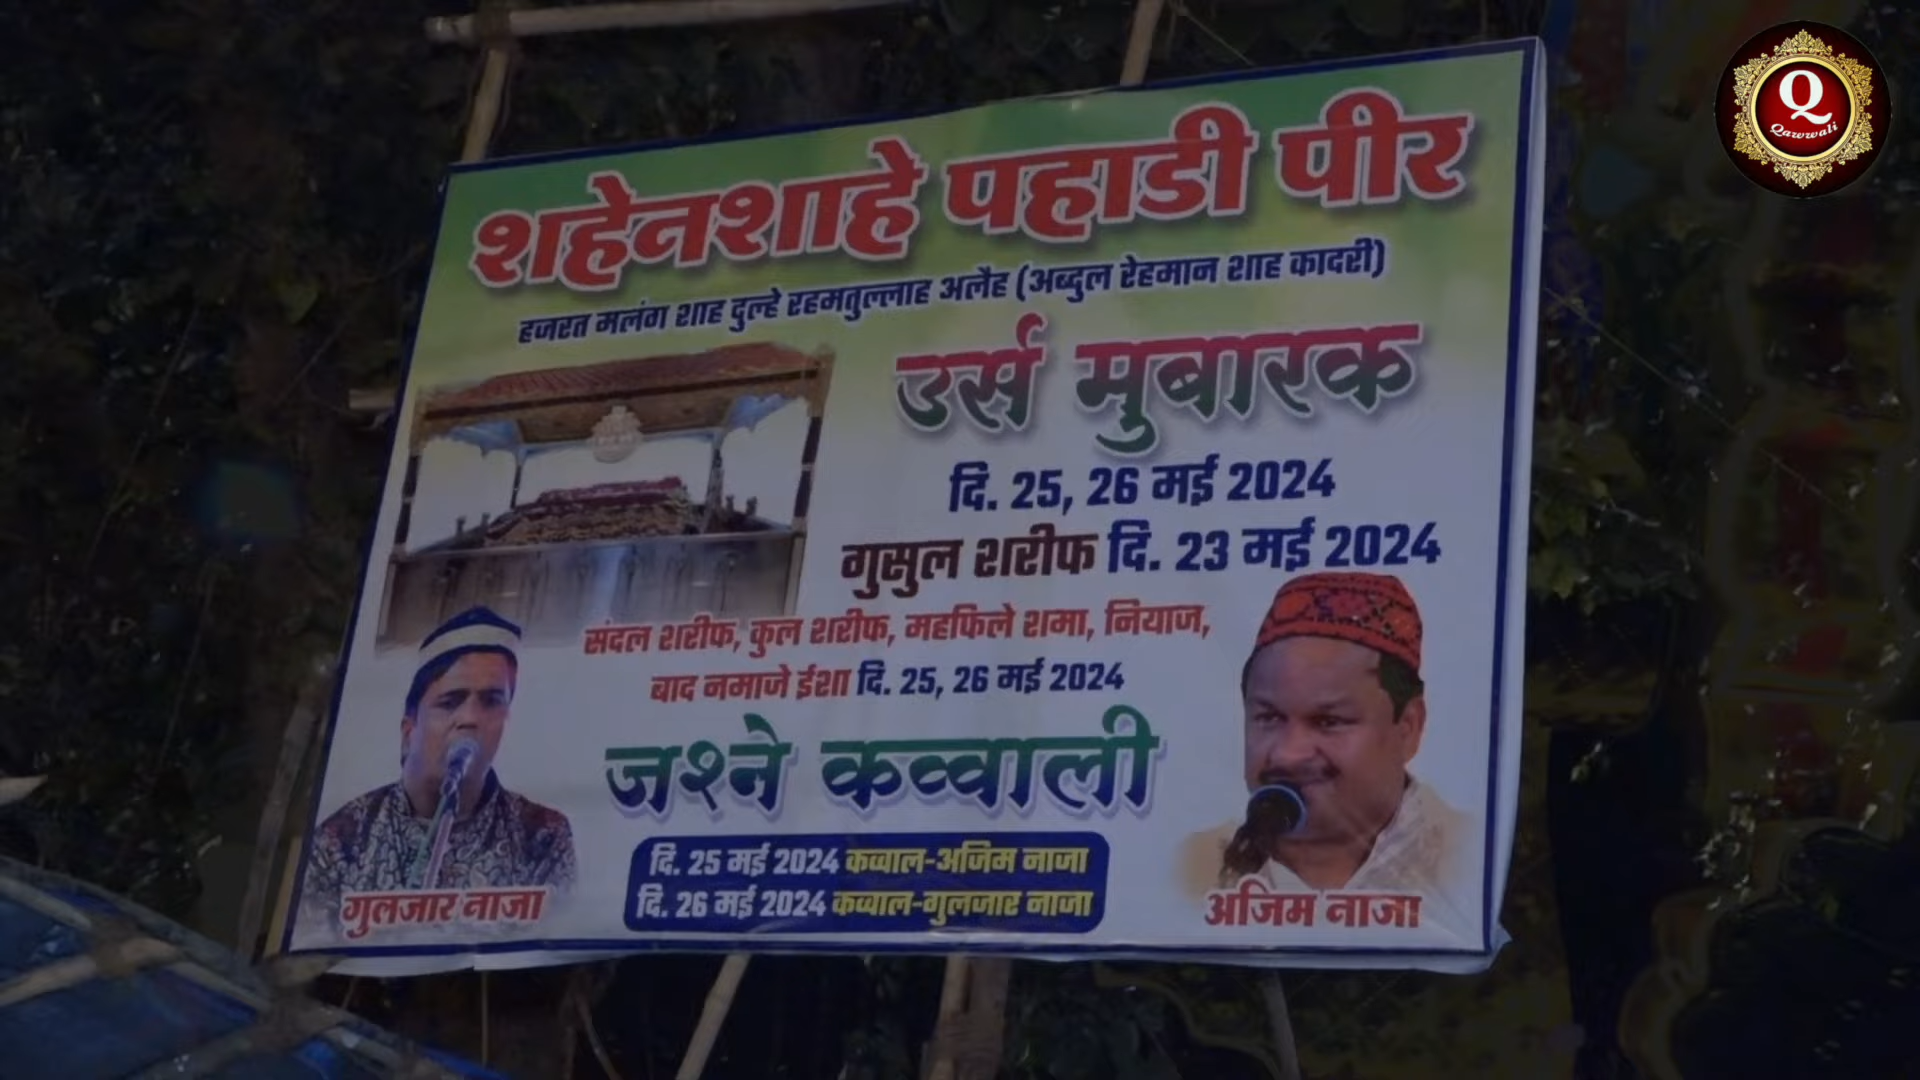 शहेनशाहे पहाडी पीर
हजरत मलंग शाह दुल्हे रहमतुल्लाह अलैह (अब्दुल रेहमान शाह कादरी)
उर्स मुबारक
दि. 25, 26 मई 2024
गुसुल शरीफ दि. 23 मई 2024
संदल शरीफ, कुल शरीफ, महफिले शमा, नियाज,
बाद नमाजे ईशा दि. 25, 26 मई 2024
जश्ने कव्वाली
दि. 25 मई 2024 कव्वाल-अजिम नाजा
दि. 26 मई 2024 कव्वाल-गुलजार नाजा
गुलजार नाजा
अजिम नाजा
Q
Qawwali